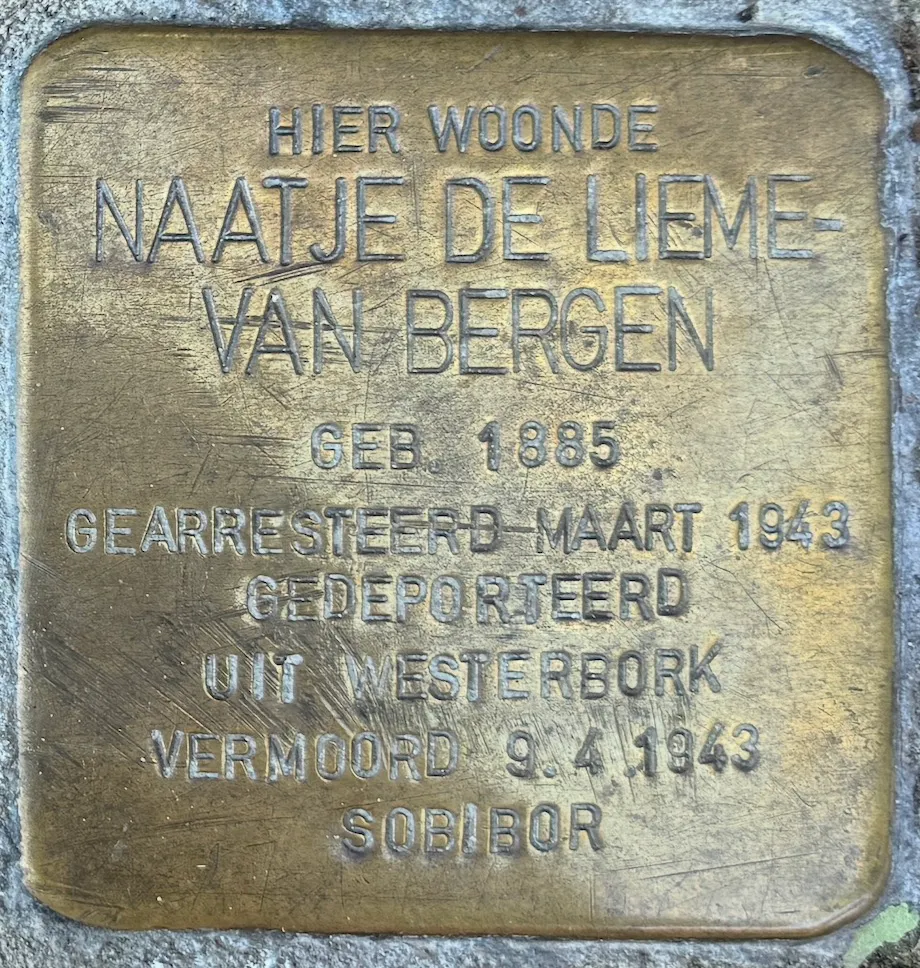 HIER WOONDE
NAATJE DE LIEME-
VAN BERGEN
GEB. 1885
GEARRESTEERD MAART 1943
GEDEPORTEERD
UIT WESTERBORK
VERMOORD 9.4.1943
SOBIBOR